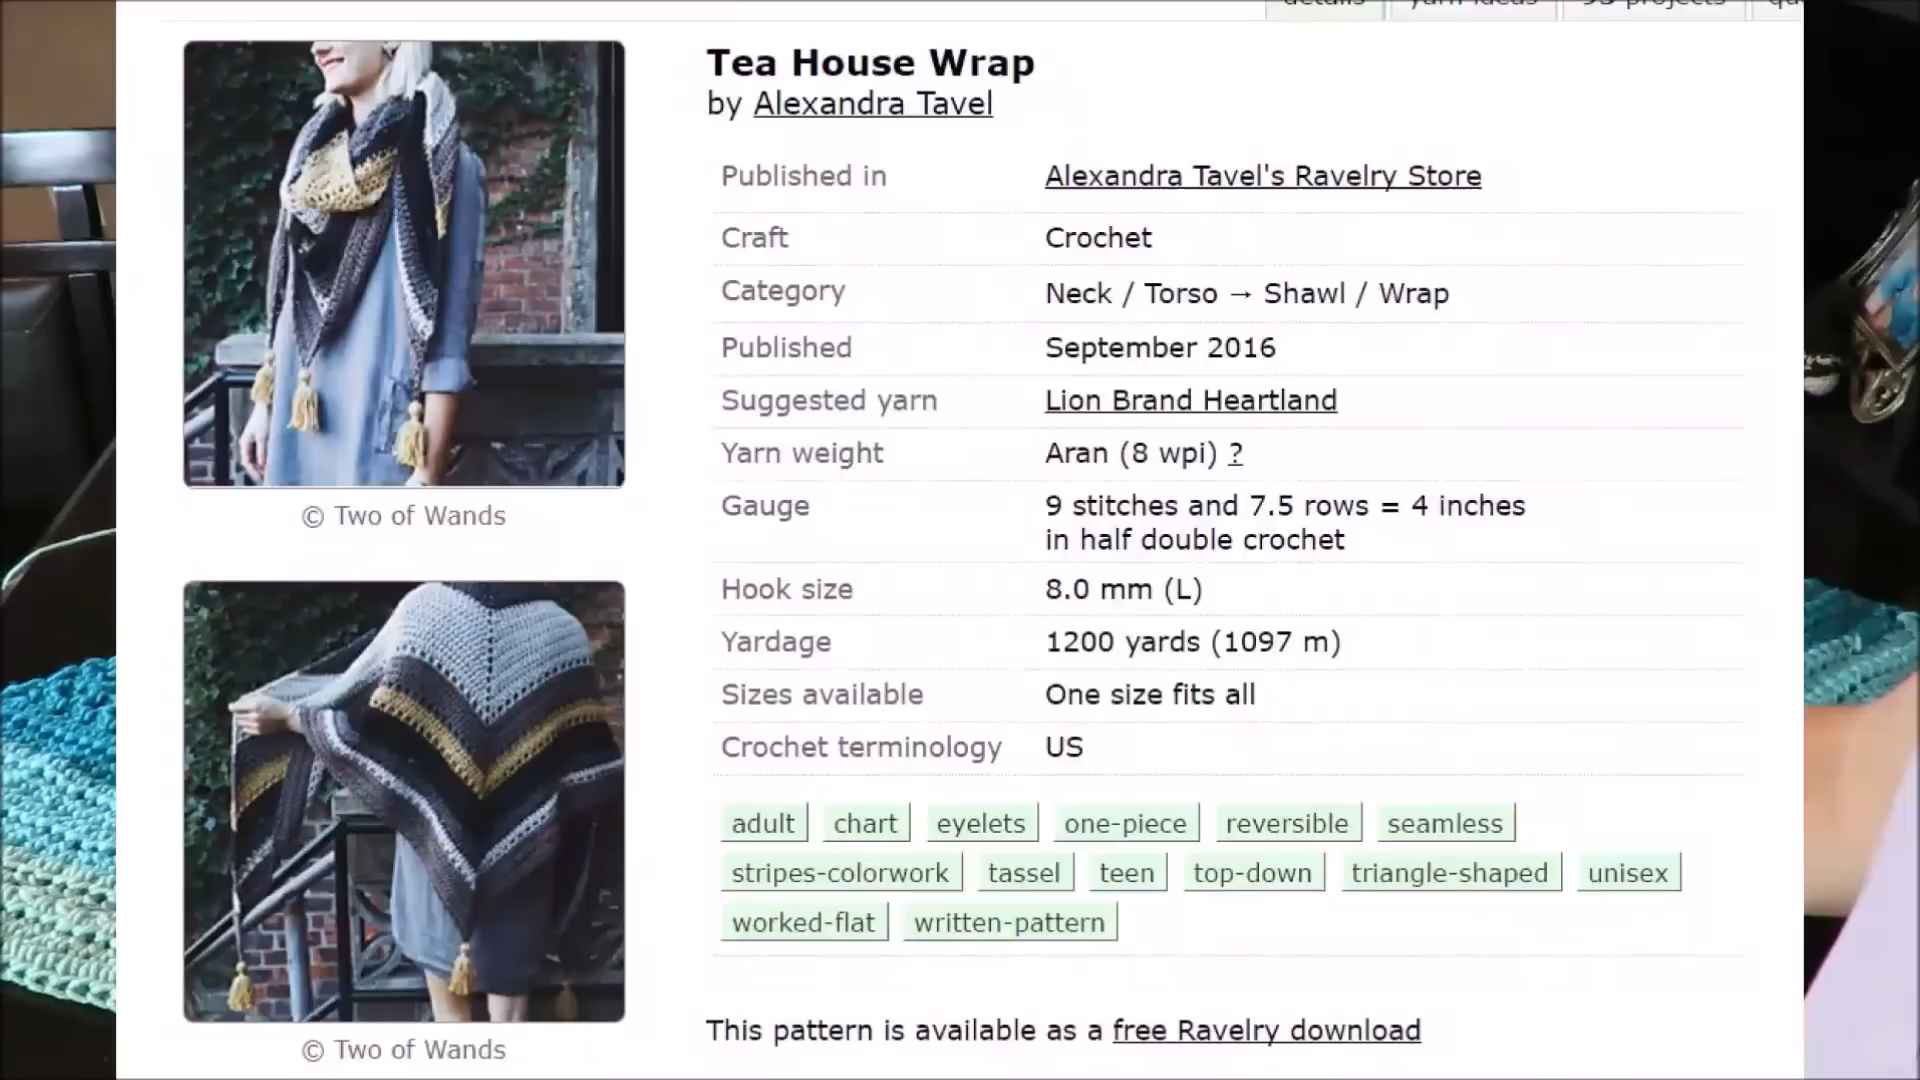 details yarn ideas projects
Tea House Wrap
by Alexandra Tavel
Published in Alexandra Tavel's Ravelry Store
Craft Crochet
Category Neck / Torso → Shawl / Wrap
Published September 2016
Suggested yarn Lion Brand Heartland
Yarn weight Aran (8 wpi) ?
Gauge 9 stitches and 7.5 rows = 4 inches
in half double crochet
Hook size 8.0 mm (L)
Yardage 1200 yards (1097 m)
Sizes available One size fits all
Crochet terminology US
adult chart eyelets one-piece reversible seamless
stripes-colorwork tassel teen top-down triangle-shaped unisex
worked-flat written-pattern
This pattern is available as a free Ravelry download
© Two of Wands
© Two of Wands